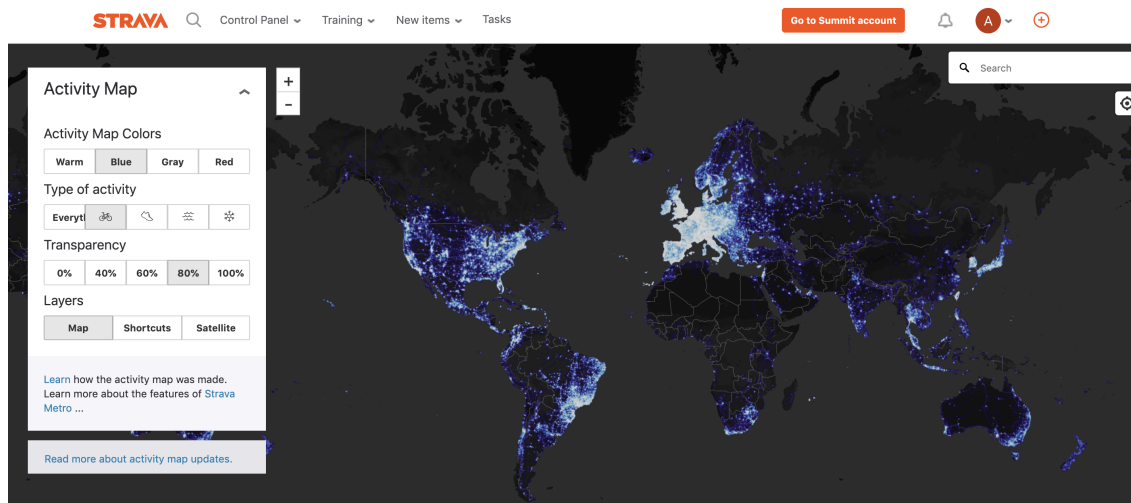 STRAVA Control Panel Training New items Tasks Go to Summit account A
Search
Activity Map
+
−
Activity Map Colors
Warm Blue Gray Red
Type of activity
Everyt
Transparency
0% 40% 60% 80% 100%
Layers
Map Shortcuts Satellite
Learn how the activity map was made.
Learn more about the features of Strava
Metro ...
Read more about activity map updates.